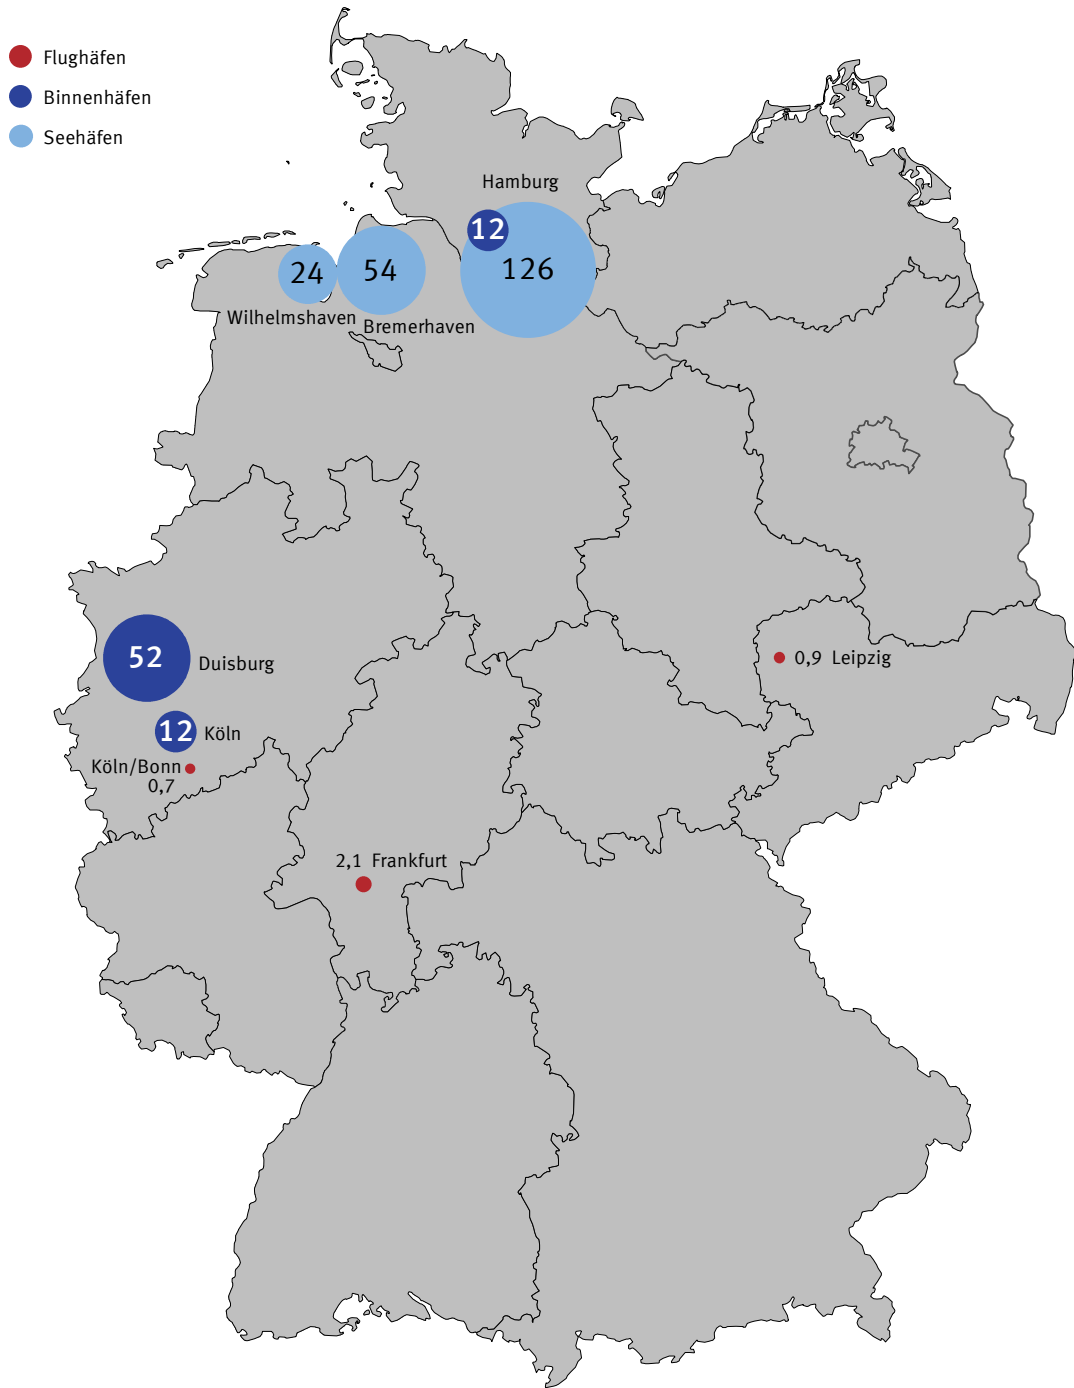 Flughäfen
Binnenhäfen
Seehäfen
Hamburg
12
126
24
54
Wilhelmshaven
Bremerhaven
52
Duisburg
0,9 Leipzig
12
Köln
Köln/Bonn
0,7
2,1 Frankfurt